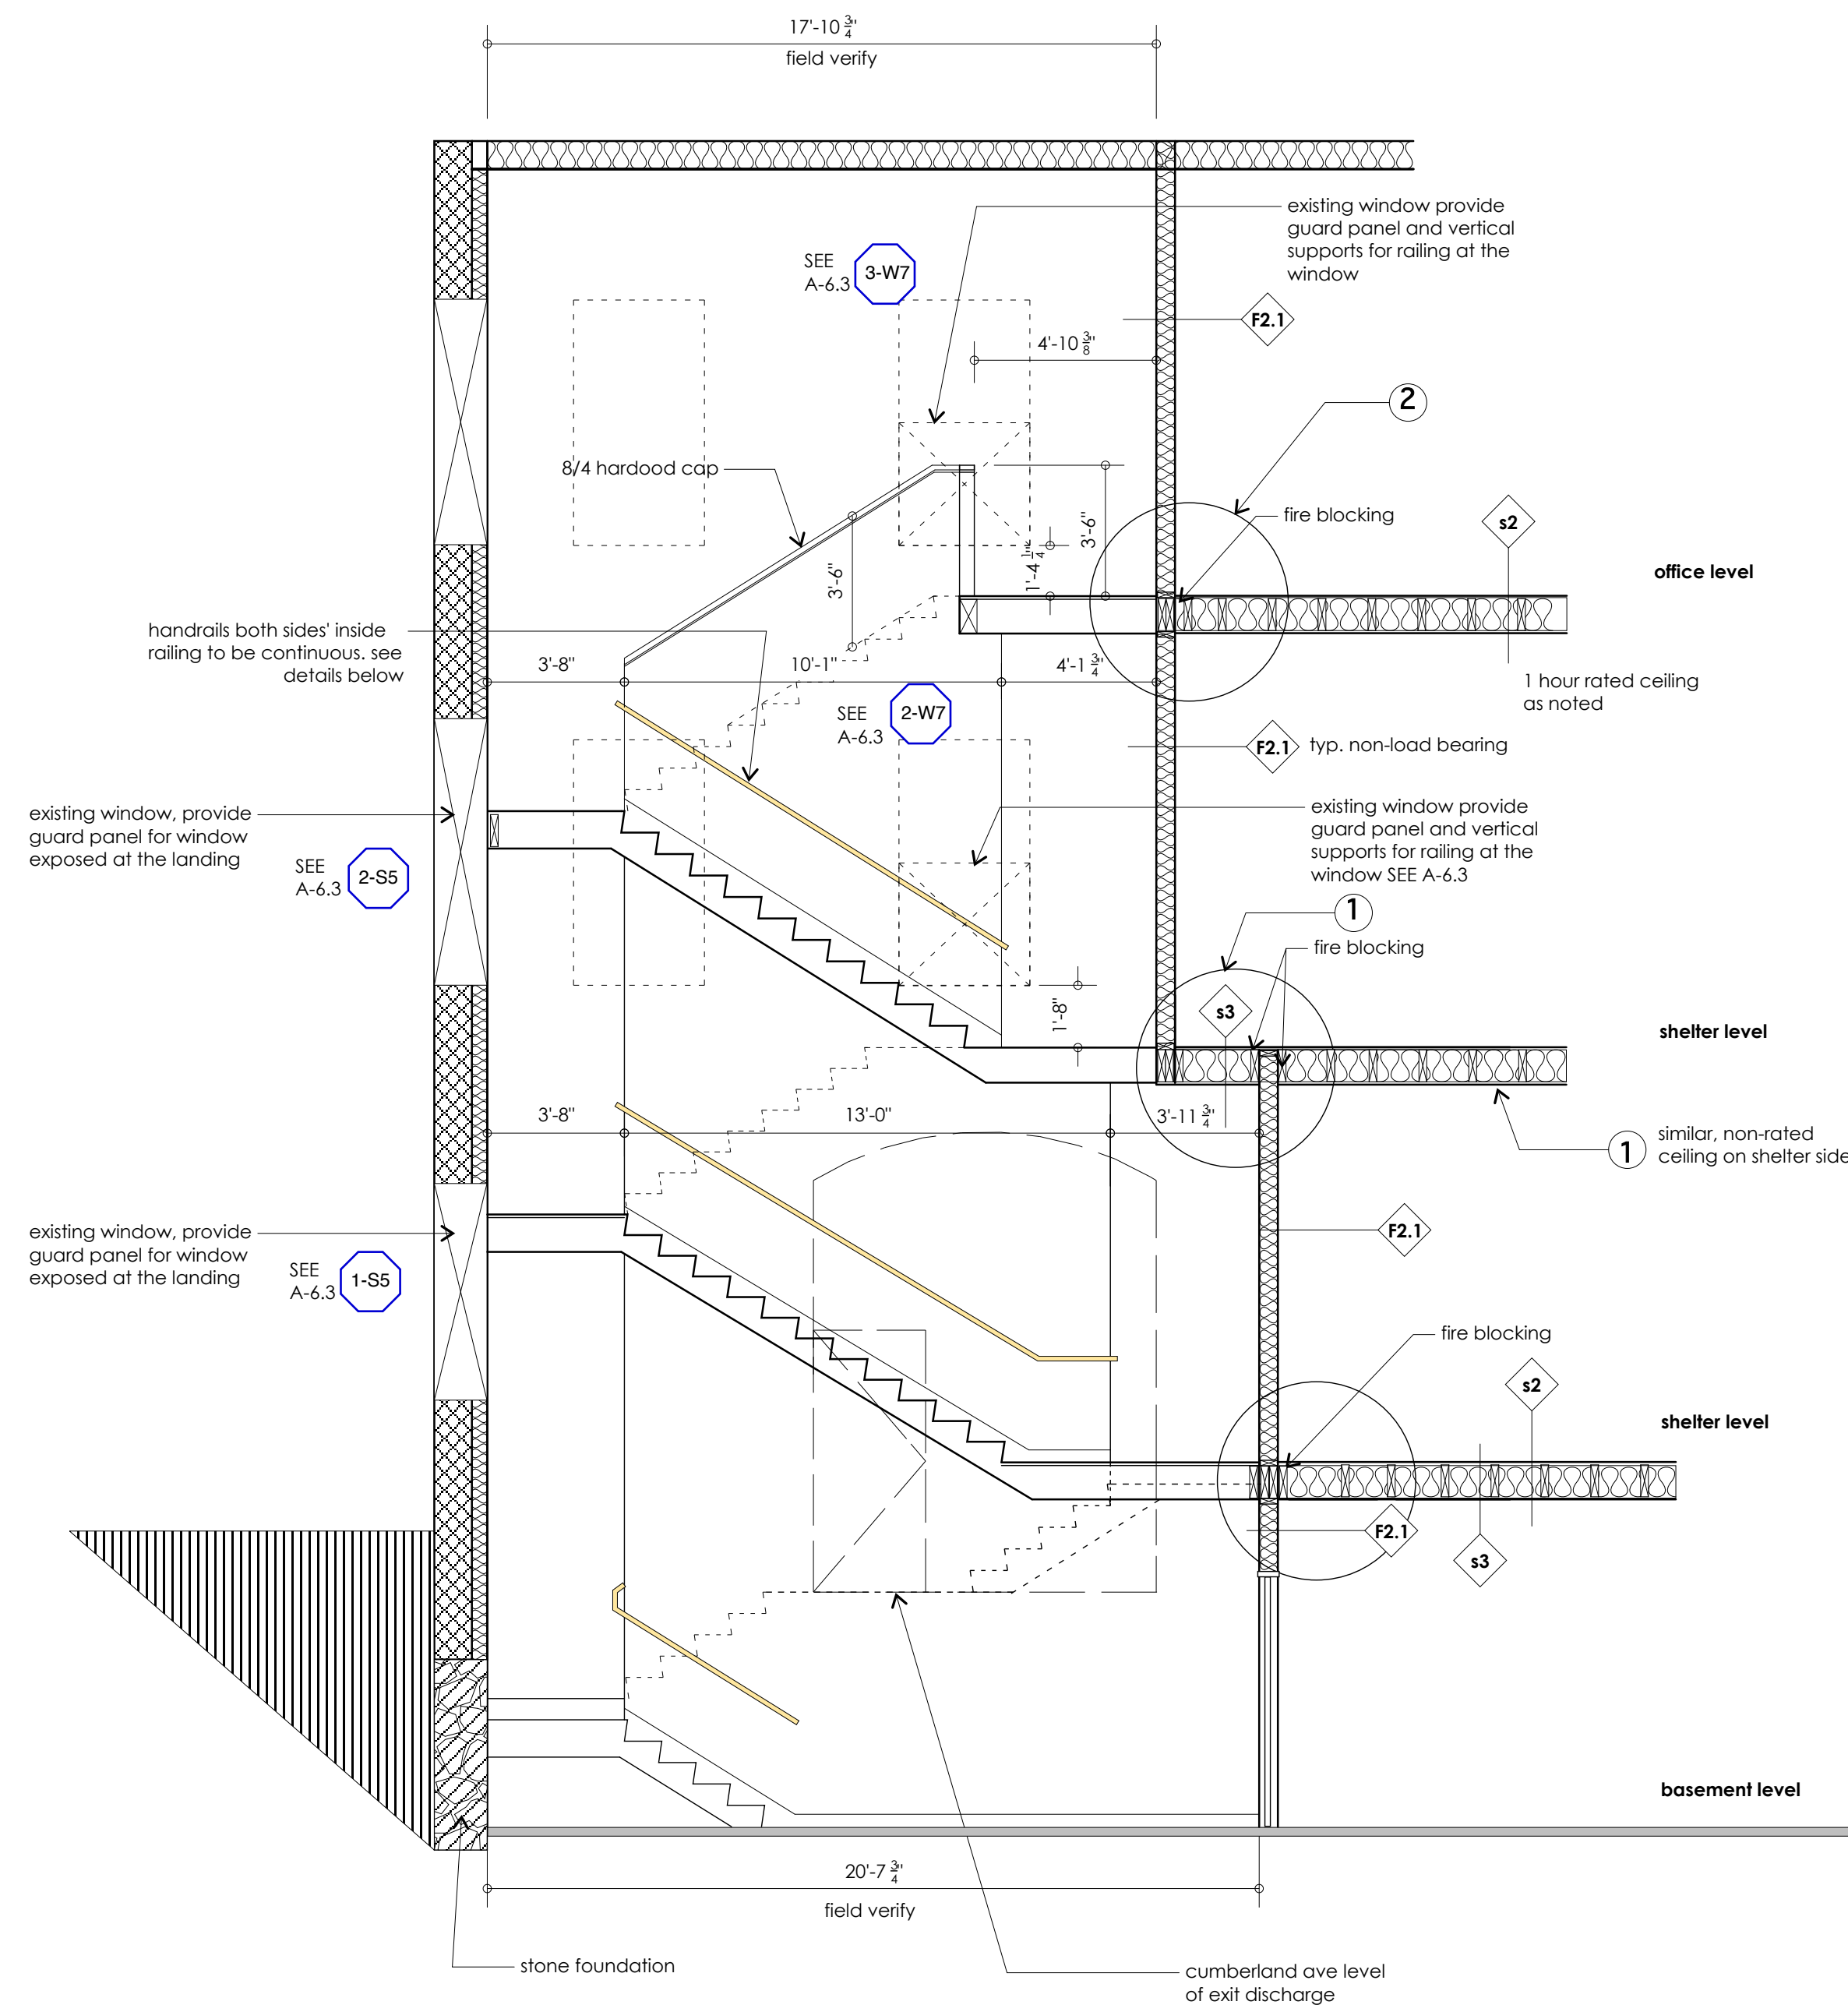 17'-10 3/4"
field verify
existing window provide
guard panel and vertical
supports for railing at the
window
SEE
A-6.3
3-W7
F2.1
4'-10 3/8"
2
8/4 hardood cap
fire blocking
s2
3'-6"
1'-4 1/4"
3'-6"
office level
handrails both sides' inside
railing to be continuous. see
details below
3'-8"
10'-1"
4'-1 3/4"
1 hour rated ceiling
as noted
SEE
A-6.3
2-W7
F2.1
typ. non-load bearing
existing window, provide
guard panel for window
exposed at the landing
existing window provide
guard panel and vertical
supports for railing at the
window SEE A-6.3
SEE
A-6.3
2-S5
1
fire blocking
s3
1'-8"
shelter level
3'-8"
13'-0"
3'-11 3/4"
1
similar, non-rated
ceiling on shelter side
existing window, provide
guard panel for window
exposed at the landing
F2.1
SEE
A-6.3
1-S5
fire blocking
s2
shelter level
F2.1
s3
basement level
20'-7 3/4"
field verify
stone foundation
cumberland ave level
of exit discharge